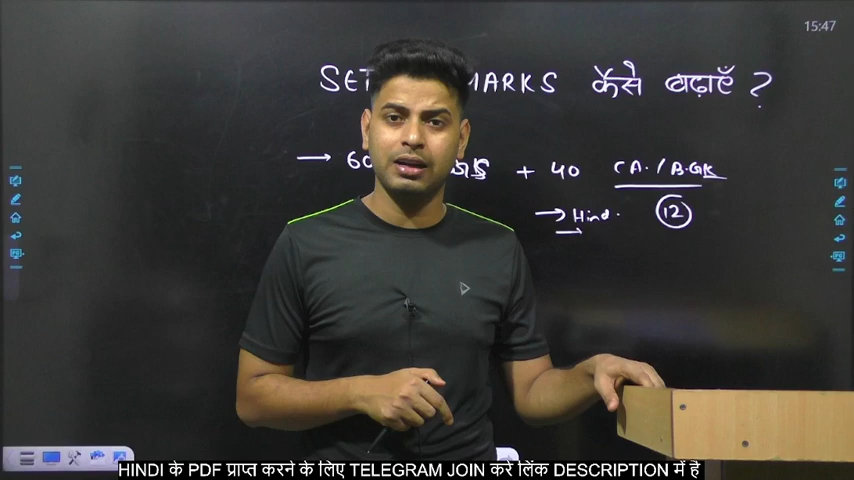 15:47
SET MARKS कैसे बढ़ाएँ ?
→ 60 + 40 CA. / B.GK
→ Hind. 12
HINDI के PDF प्राप्त करने के लिए TELEGRAM JOIN करें लिंक DESCRIPTION में है